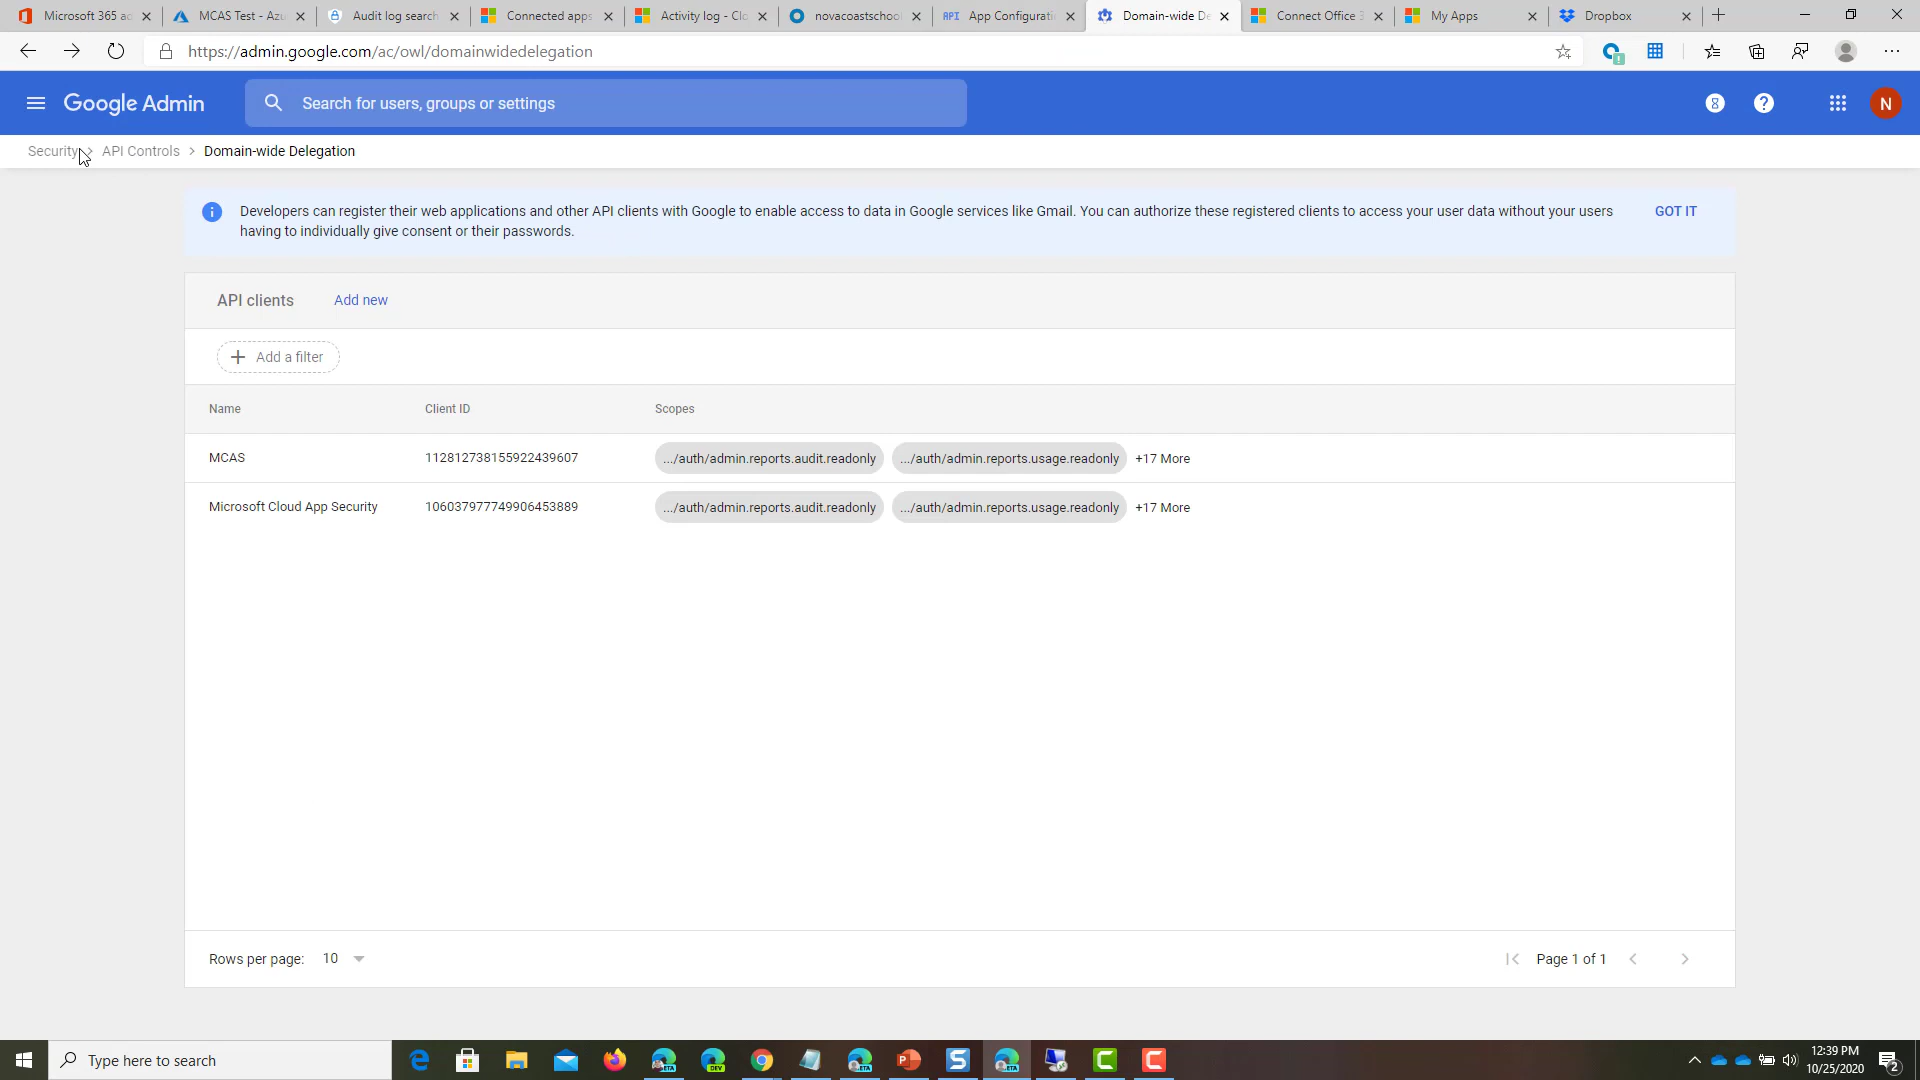 Microsoft 365 ac
MCAS Test - Azu
Audit log search
Connected apps
Activity log - Clo
novacoastschoo
API App Configurati
Domain-wide De
Connect Office 3
My Apps
Dropbox
https://admin.google.com/ac/owl/domainwidedelegation
Google Admin
Search for users, groups or settings
N
Security > API Controls > Domain-wide Delegation
Developers can register their web applications and other API clients with Google to enable access to data in Google services like Gmail. You can authorize these registered clients to access your user data without your users
having to individually give consent or their passwords.
GOT IT
API clients
Add new
Add a filter
Name
Client ID
Scopes
MCAS
112812738155922439607
.../auth/admin.reports.audit.readonly
.../auth/admin.reports.usage.readonly
+17 More
Microsoft Cloud App Security
106037977749906453889
.../auth/admin.reports.audit.readonly
.../auth/admin.reports.usage.readonly
+17 More
Rows per page: 10
Page 1 of 1
Type here to search
BETA
DEV
BETA
BETA
12:39 PM
10/25/2020
2